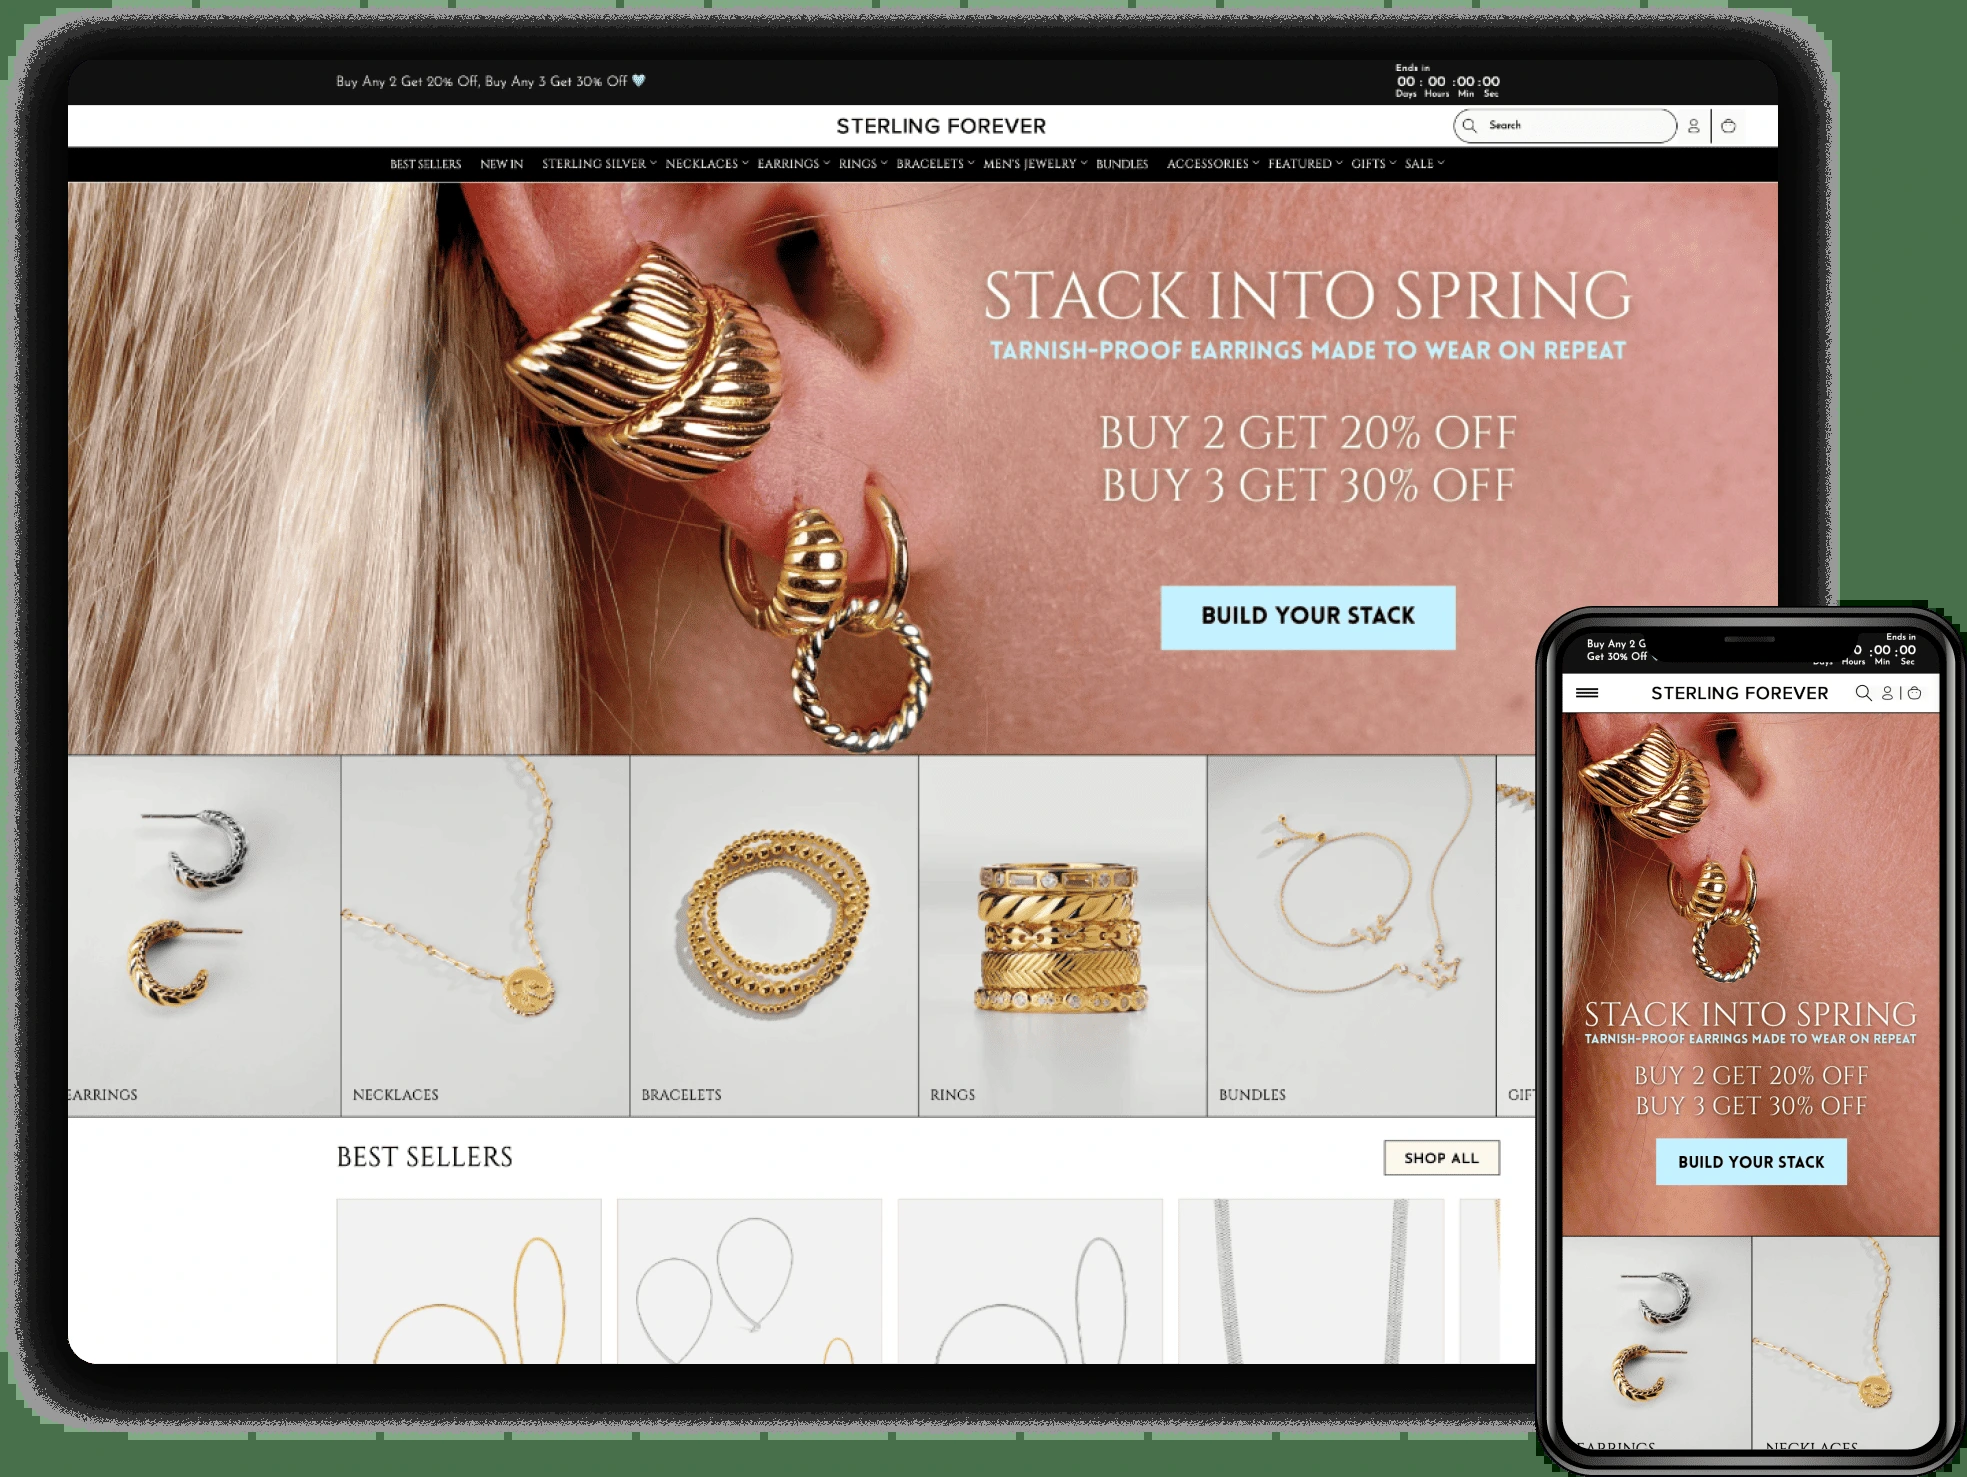 Buy Any 2 Get 20% Off, Buy Any 3 Get 30% Off 🩵
Ends in
00 : 00 : 00 : 00
Days Hours Min Sec
STERLING FOREVER
Search
BEST SELLERS NEW IN STERLING SILVER NECKLACES EARRINGS RINGS BRACELETS MEN'S JEWELRY BUNDLES ACCESSORIES FEATURED GIFTS SALE
STACK INTO SPRING
TARNISH-PROOF EARRINGS MADE TO WEAR ON REPEAT
BUY 2 GET 20% OFF
BUY 3 GET 30% OFF
BUILD YOUR STACK
EARRINGS NECKLACES BRACELETS RINGS BUNDLES GIF
BEST SELLERS
SHOP ALL
Buy Any 2 G
Get 30% Off
Ends in
0 : 00 : 00
Days Hours Min Sec
STERLING FOREVER
STACK INTO SPRING
TARNISH-PROOF EARRINGS MADE TO WEAR ON REPEAT
BUY 2 GET 20% OFF
BUY 3 GET 30% OFF
BUILD YOUR STACK
EARRINGS NECKLACES